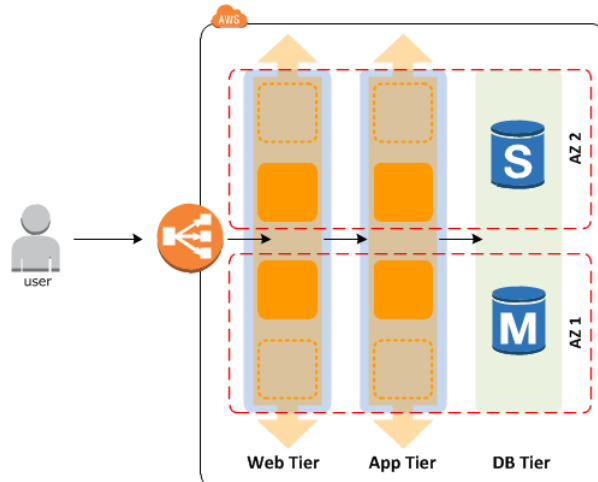 AWS
AZ 2
S
user
M
AZ 1
Web Tier
App Tier
DB Tier